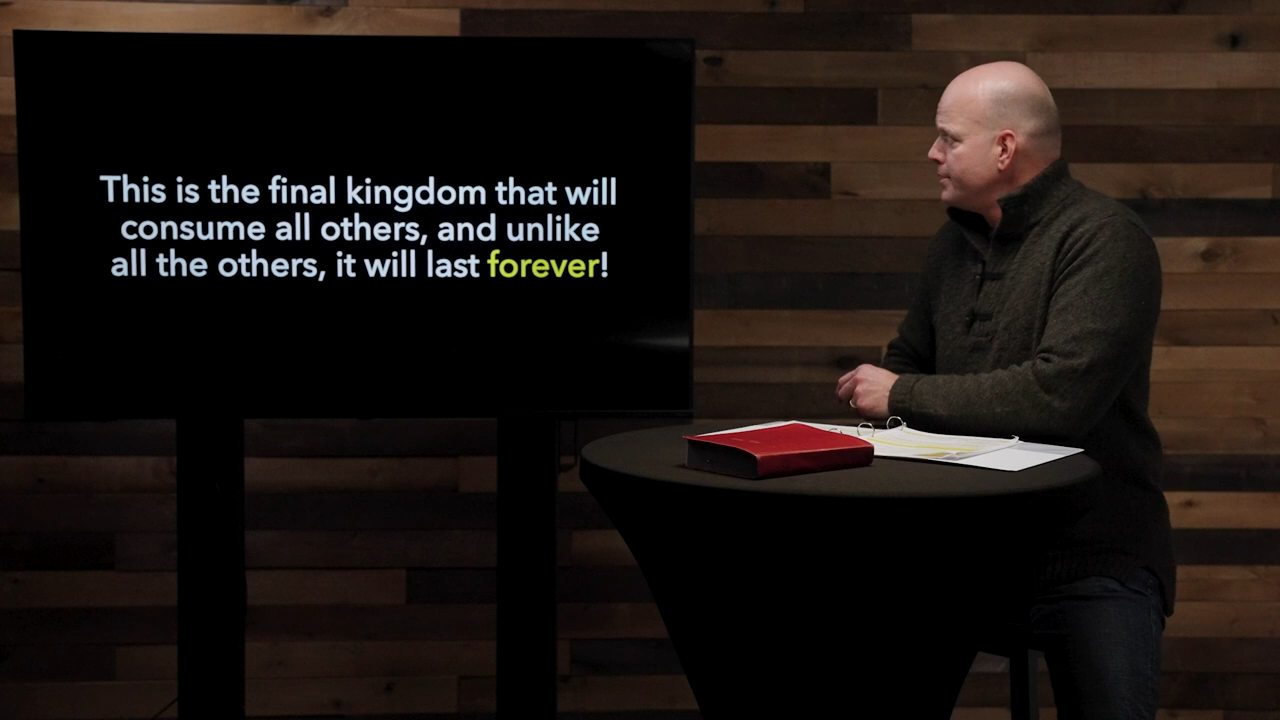 This is the final kingdom that will
consume all others, and unlike
all the others, it will last forever!